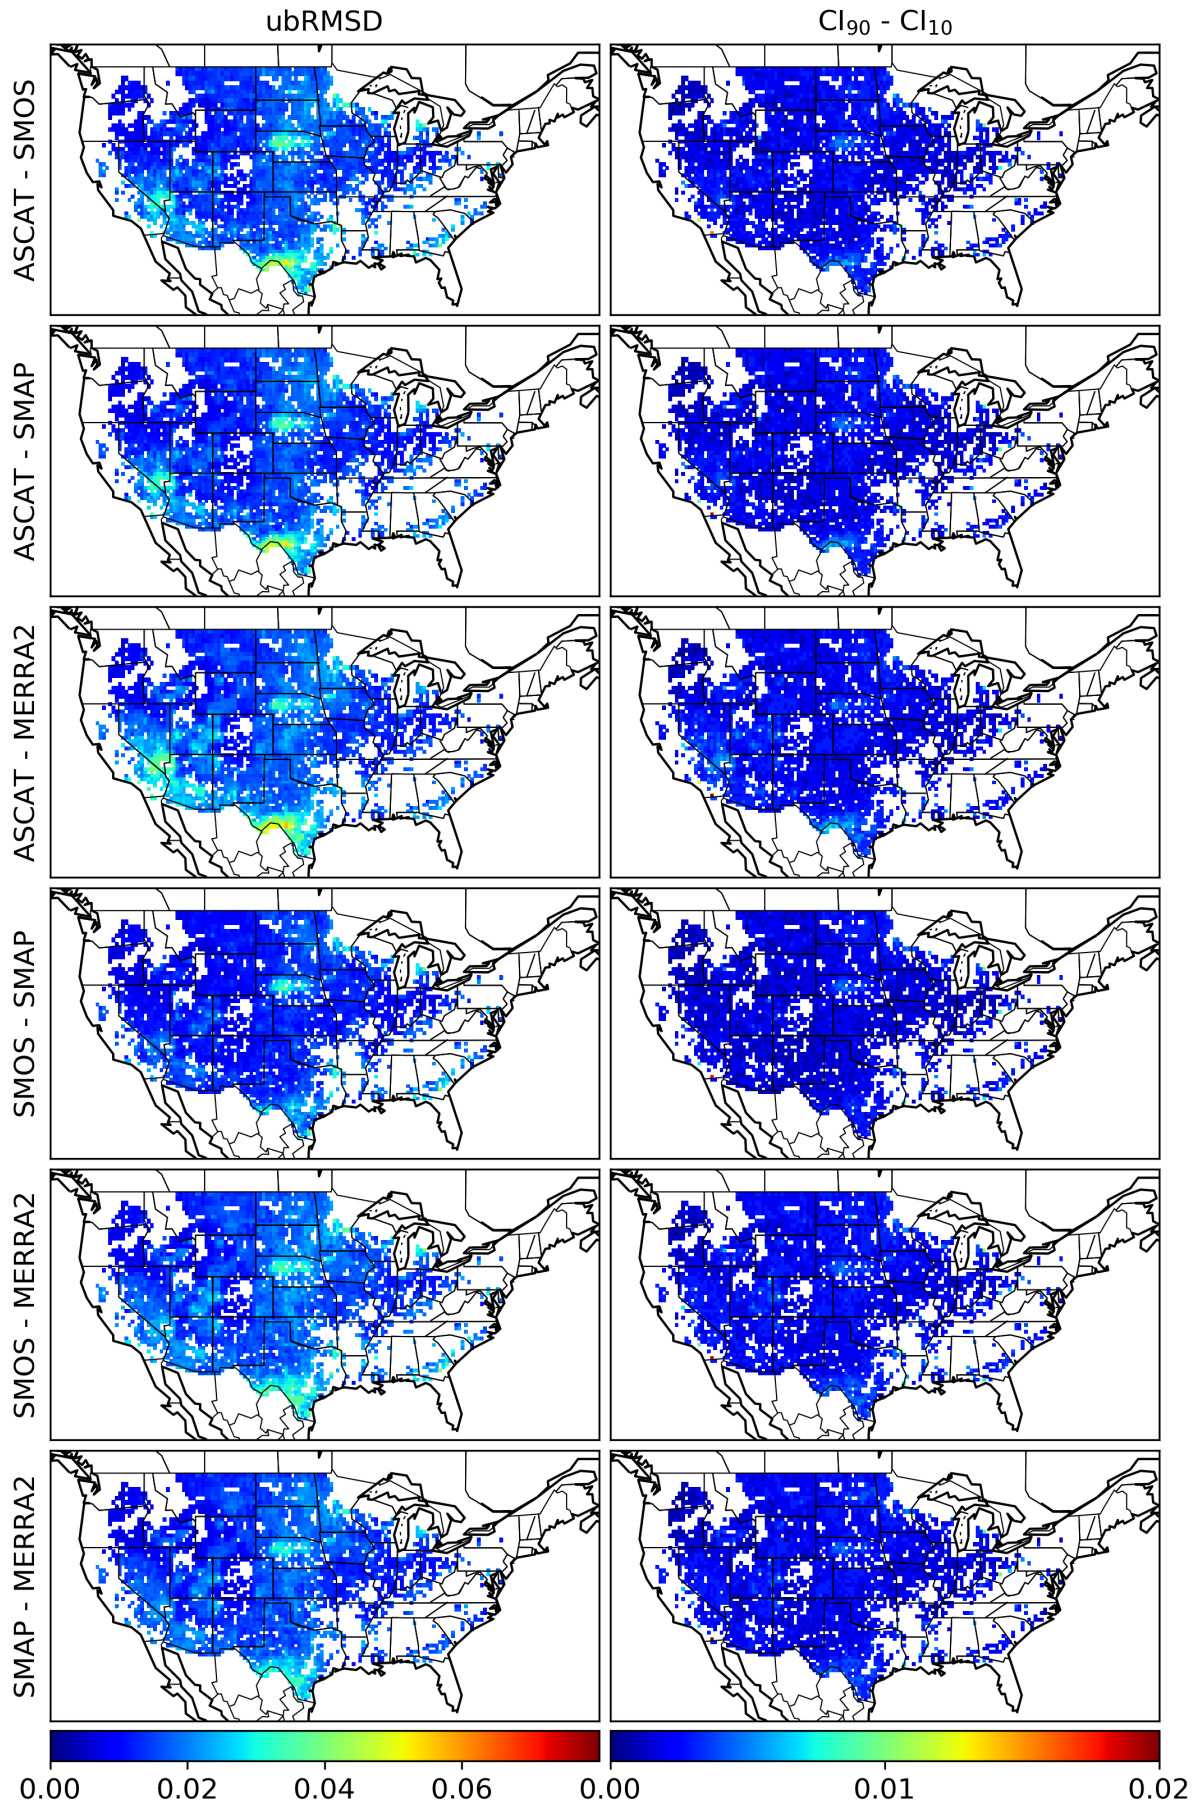 ubRMSD
CI90 - CI10
ASCAT - SMOS
ASCAT - SMAP
ASCAT - MERRA2
SMOS - SMAP
SMOS - MERRA2
SMAP - MERRA2
0.00 0.02 0.04 0.06 0.0
0.00 0.01 0.02